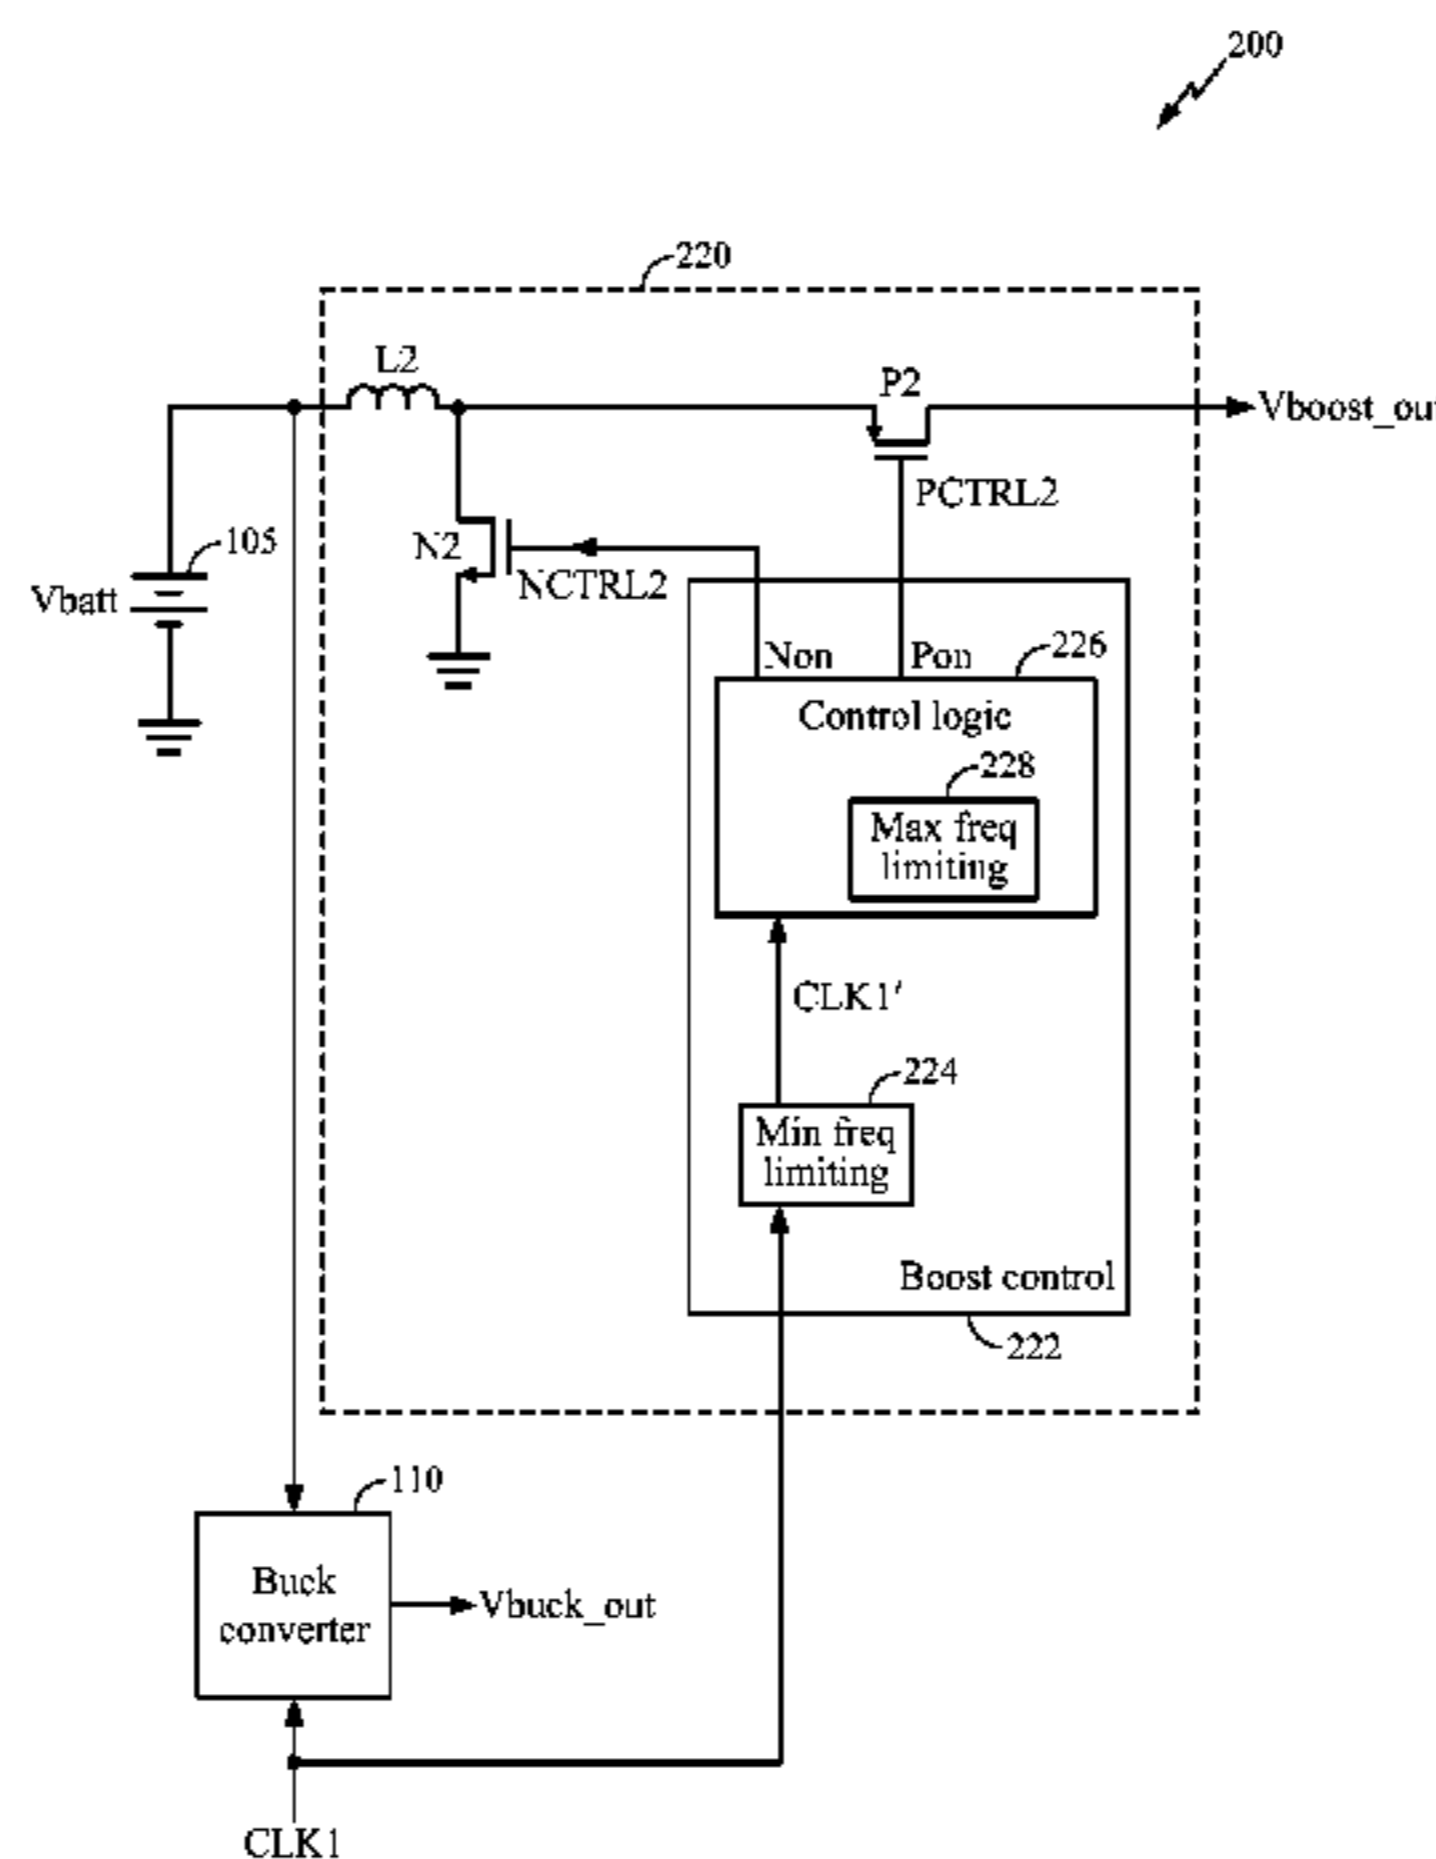 200
220
L2
P2
Vboost_out
PCTRL2
105
N2
NCTRL2
Vbatt
Non
Pon
226
Control logic
228
Max freq
limiting
CLK1'
224
Min freq
limiting
Boost control
222
110
Buck
converter
Vbuck_out
CLK1